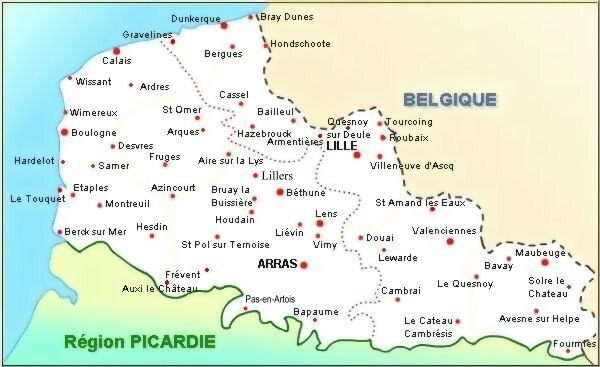 Dunkerque
Bray Dunes
Gravelines
Hondschoote
Bergues
Calais
Wissant
Ardres
Cassel
BELGIQUE
Wimereux
St Omer
Bailleul
Quesnoy
sur Deule
Tourcoing
Boulogne
Arques
Hazebrouck
Armentières
LILLE
Roubaix
Desvres
Hardelot
Samer
Fruges
Aire sur la Lys
Villeneuve d'Ascq
Lillers
Le Touquet
Etaples
Azincourt
Bruay la
Buissière
Béthune
Montreuil
Houdain
St Amand les Eaux
Berck sur Mer
Hesdin
St Pol sur Ternoise
Liévin
Lens
Vimy
Douai
Valenciennes
Lewarde
Frévent
ARRAS
Bavay
Maubeuge
Auxi le Château
Cambrai
Le Quesnoy
Solre le
Chateau
Pas-en-Artois
Bapaume
Le Cateau
Cambrésis
Avesne sur Helpe
Région PICARDIE
Fourmies